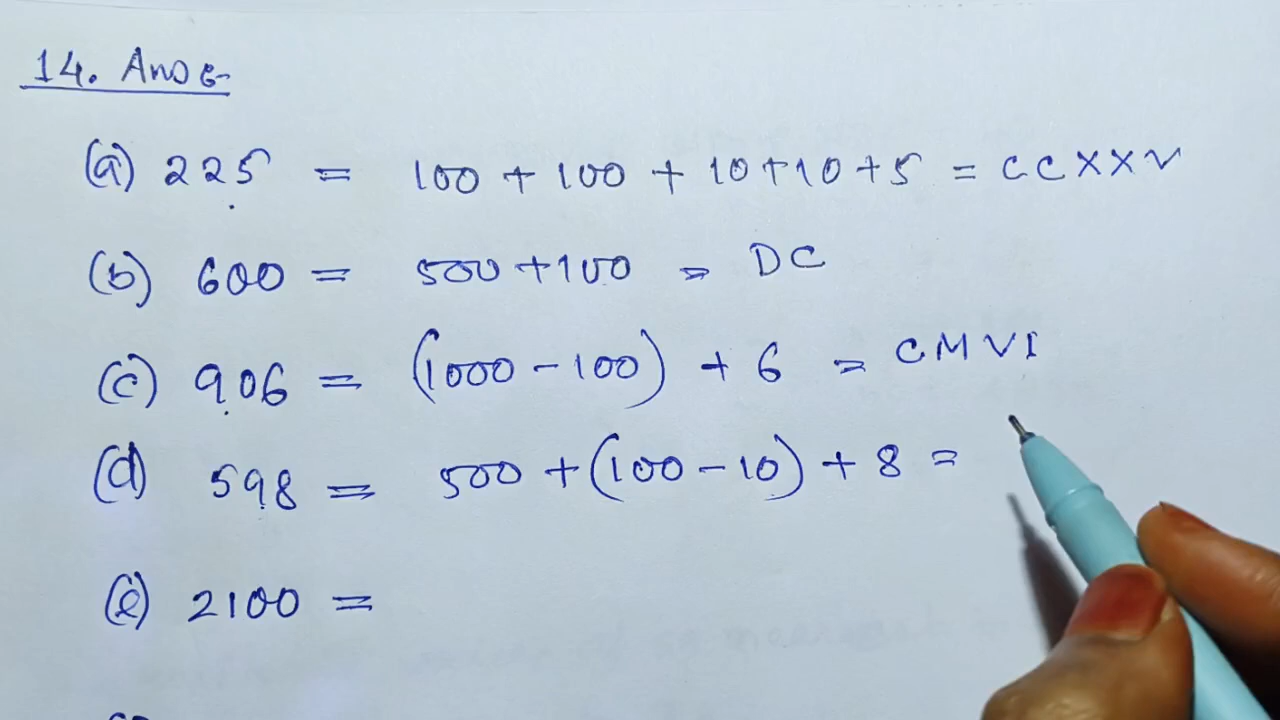 14. Ans:-
(a) 225 = 100 + 100 + 10 + 10 + 5 = CCXXV
(b) 600 = 500 + 100 = DC
(c) 906 = (1000 - 100) + 6 = CMVI
(d) 598 = 500 + (100 - 10) + 8 =
(e) 2100 =